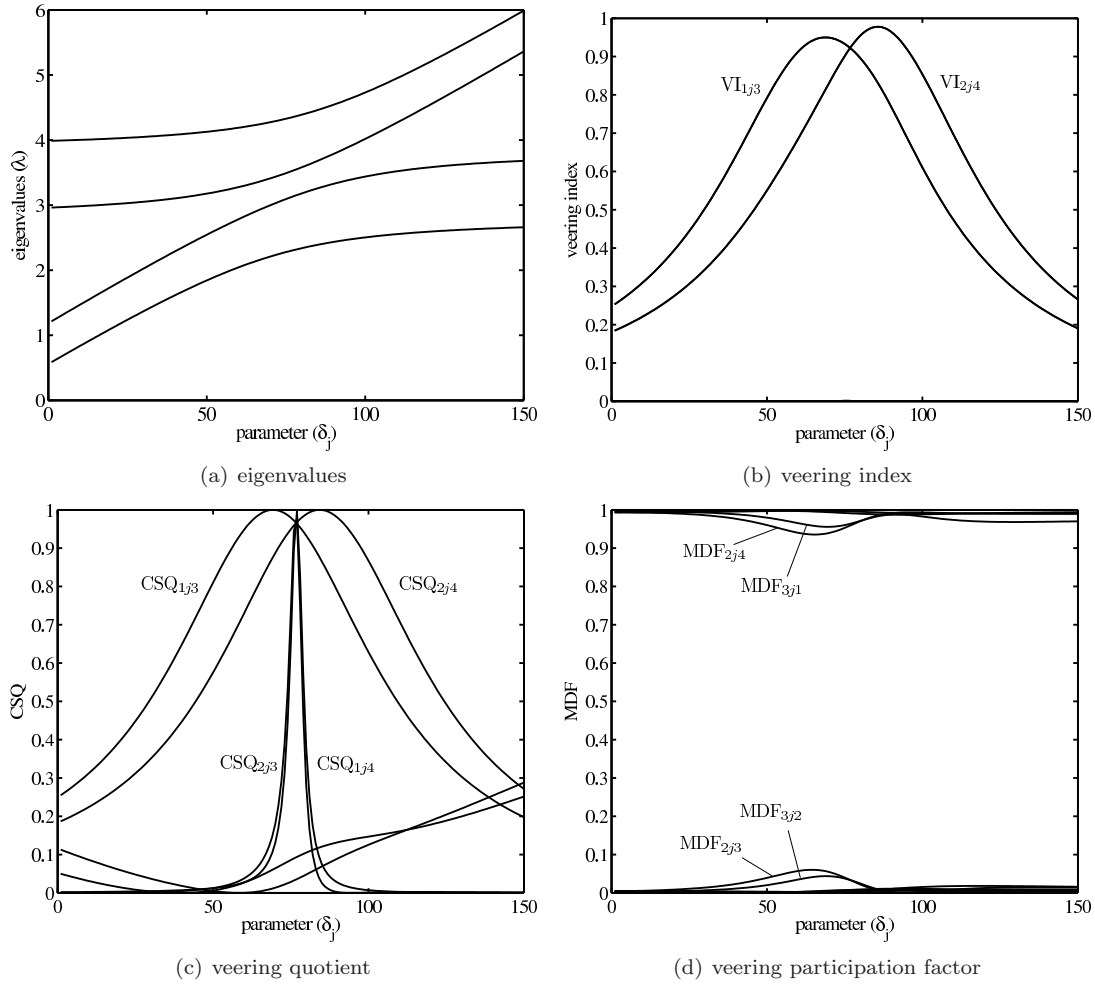 6
5
4
3
2
1
0
0 50 100 150
eigenvalues (λ)
parameter (δj)
(a) eigenvalues
1
0.9
0.8
0.7
0.6
0.5
0.4
0.3
0.2
0.1
0
0 50 100 150
veering index
VI1j3
VI2j4
parameter (δj)
(b) veering index
1
0.9
0.8
0.7
0.6
0.5
0.4
0.3
0.2
0.1
0
0 50 100 150
CSQ
CSQ1j3
CSQ2j4
CSQ2j3
CSQ1j4
parameter (δj)
(c) veering quotient
1
0.9
0.8
0.7
0.6
0.5
0.4
0.3
0.2
0.1
0
0 50 100 150
MDF
MDF2j4
MDF3j1
MDF3j2
MDF2j3
parameter (δj)
(d) veering participation factor